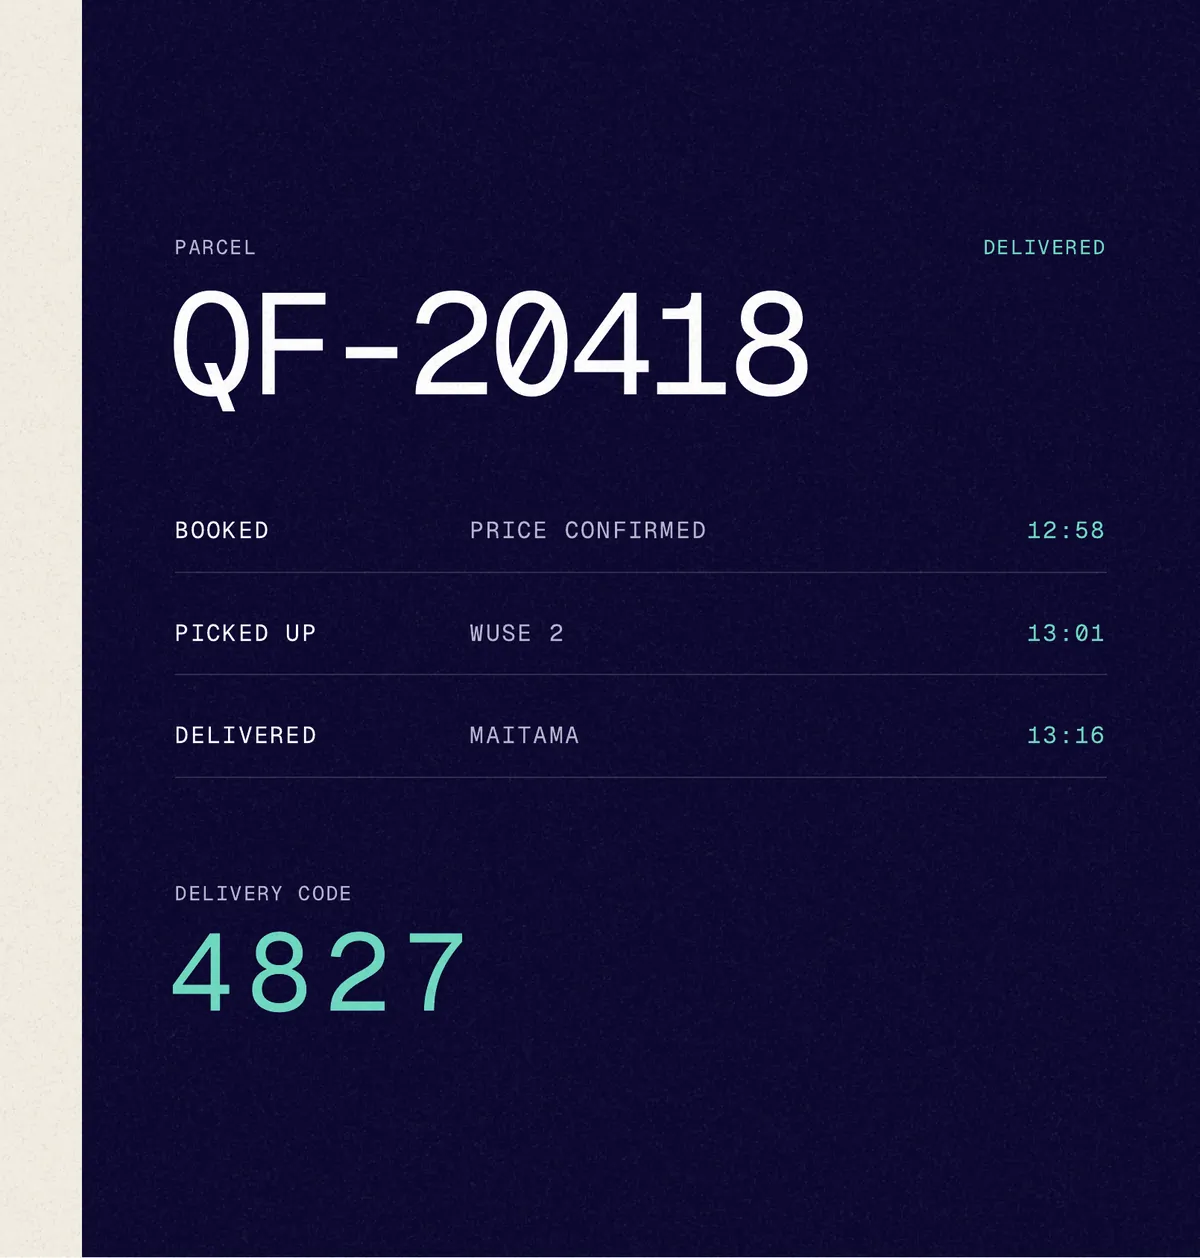 PARCEL DELIVERED
QF-20418
BOOKED PRICE CONFIRMED 12:58
PICKED UP WUSE 2 13:01
DELIVERED MAITAMA 13:16
DELIVERY CODE
4827